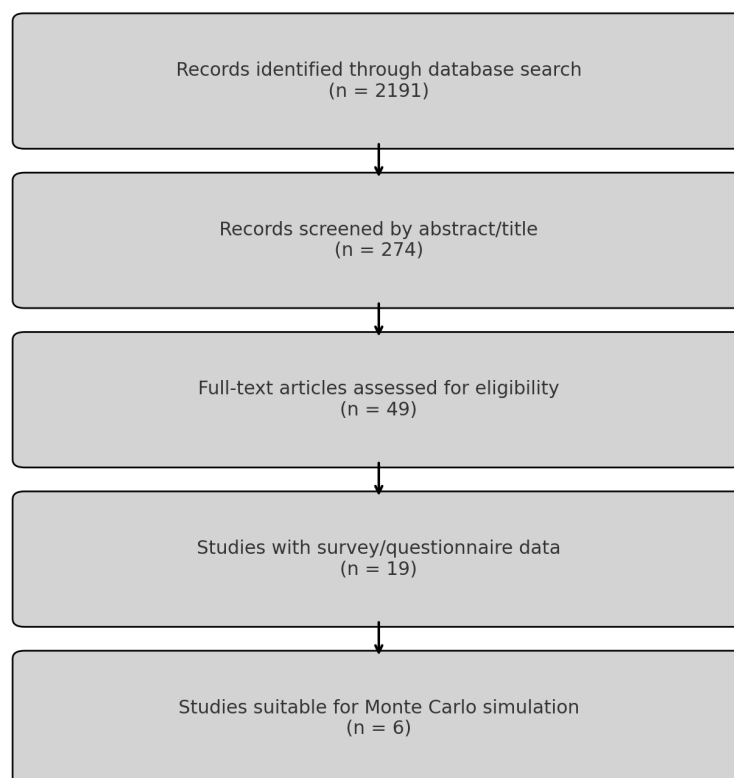 Records identified through database search
(n = 2191)
Records screened by abstract/title
(n = 274)
Full-text articles assessed for eligibility
(n = 49)
Studies with survey/questionnaire data
(n = 19)
Studies suitable for Monte Carlo simulation
(n = 6)